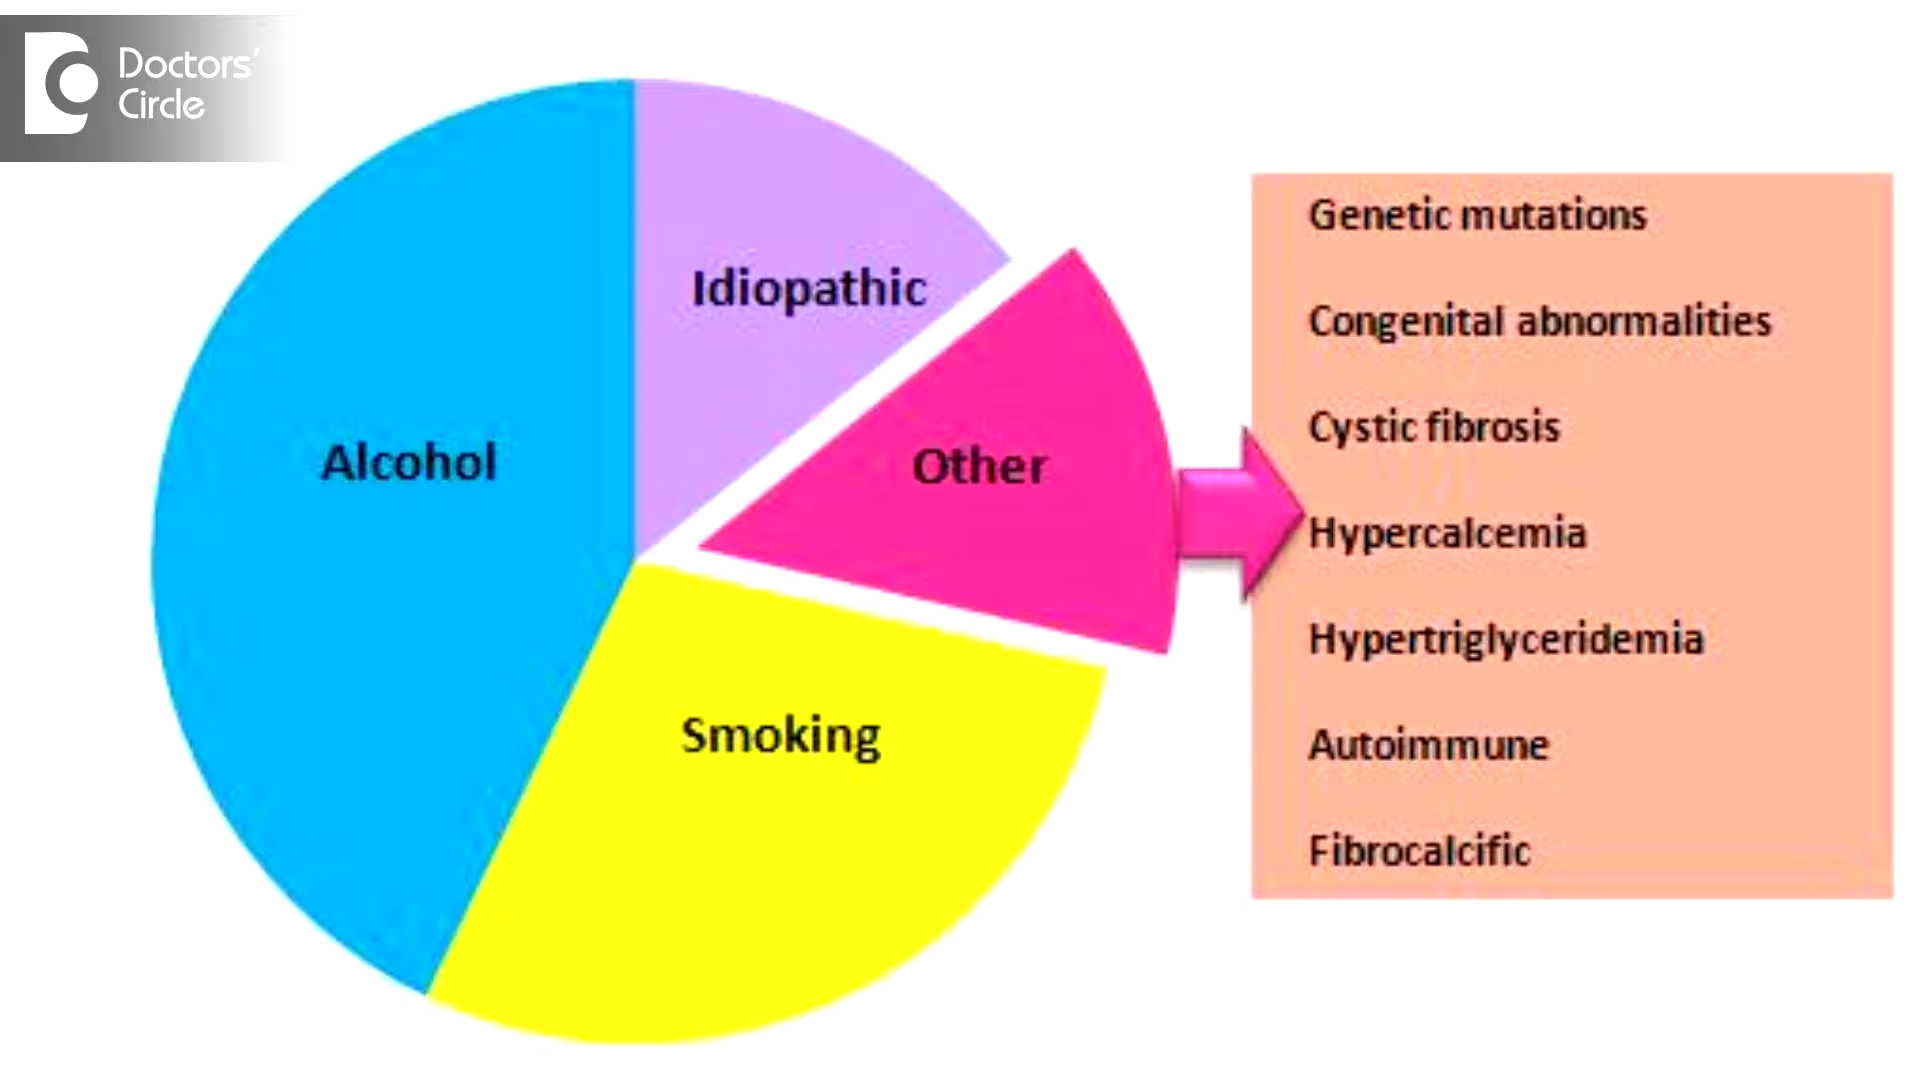 Doctors'
Circle
Idiopathic
Alcohol
Other
Smoking
Genetic mutations
Congenital abnormalities
Cystic fibrosis
Hypercalcemia
Hypertriglyceridemia
Autoimmune
Fibrocalcific